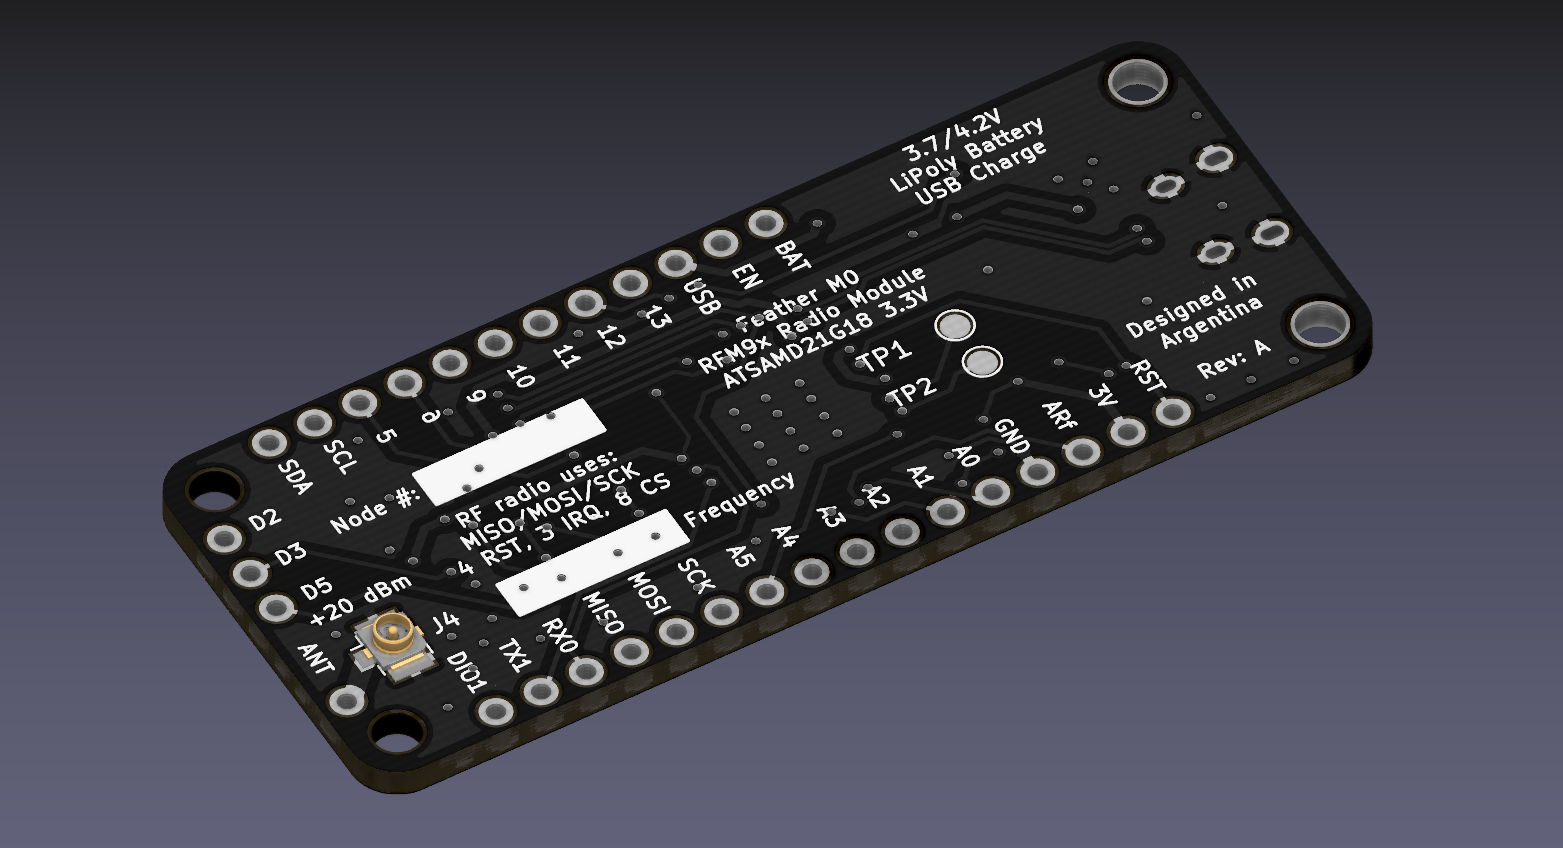 3.7/4.2V
LiPoly Battery
USB Charge
BAT
EN
USB
13
12
11
10
9
6
5
SCL
SDA
Feather M0
RFM9x Radio Module
ATSAMD21G18 3.3V
TP1
TP2
Designed in
Argentina
Rev: A
RST
3V
ARf
GND
A0
A1
A2
A3
A4
A5
SCK
MOSI
MISO
RX0
TX1
DIO1
Node #:
RF radio uses:
MISO/MOSI/SCK
4 RST, 3 IRQ, 8 CS
Frequency
D2
D3
D5
+20 dBm
J4
ANT